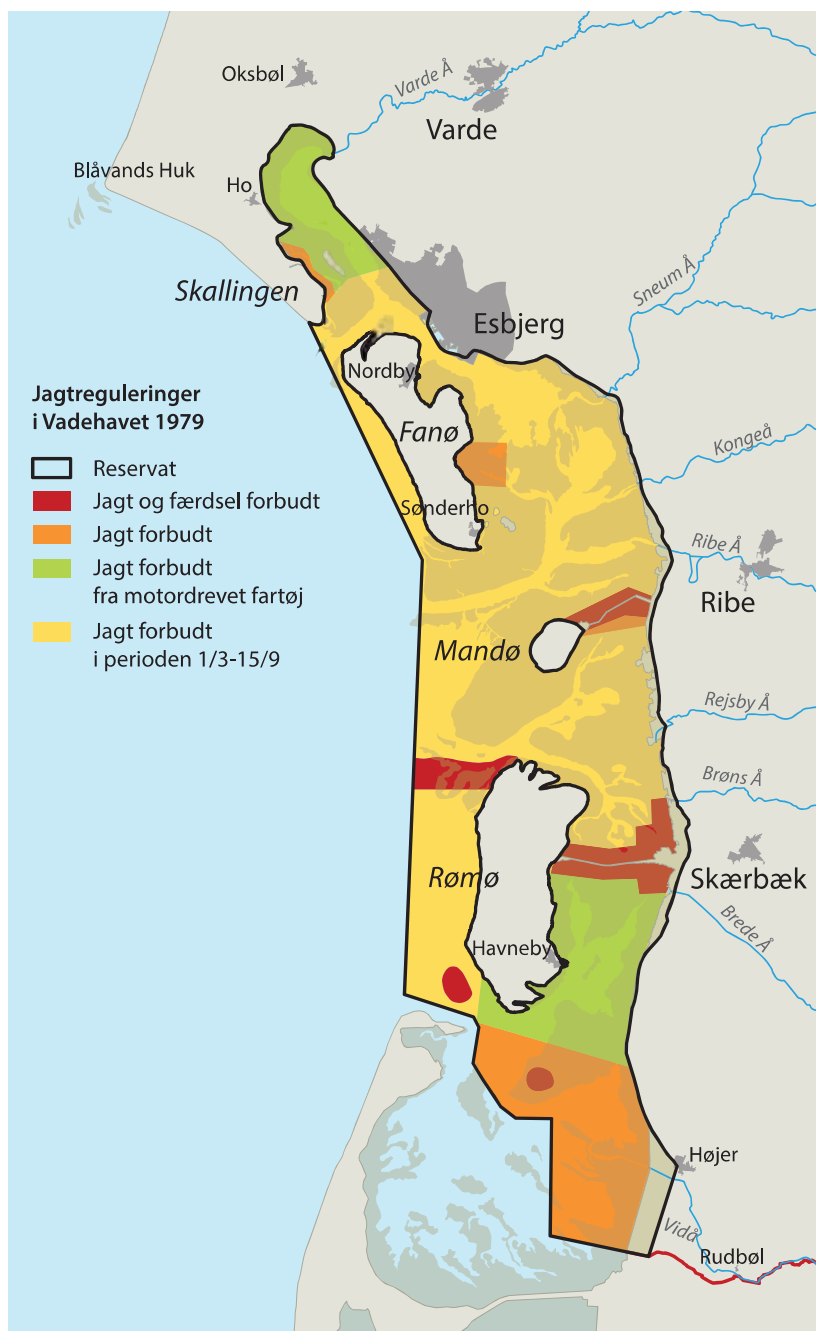 Oksbøl
Varde Å
Varde
Blåvands Huk
Ho
Sneum Å
Skallingen
Esbjerg
Nordby
Jagtreguleringer
i Vadehavet 1979
Fanø
Kongeå
Reservat
Jagt og færdsel forbudt
Sønderho
Jagt forbudt
Ribe Å
Jagt forbudt
fra motordrevet fartøj
Ribe
Jagt forbudt
i perioden 1/3-15/9
Mandø
Rejsby Å
Brøns Å
Rømø
Skærbæk
Brede Å
Havneby
Højer
Vidå
Rudbøl